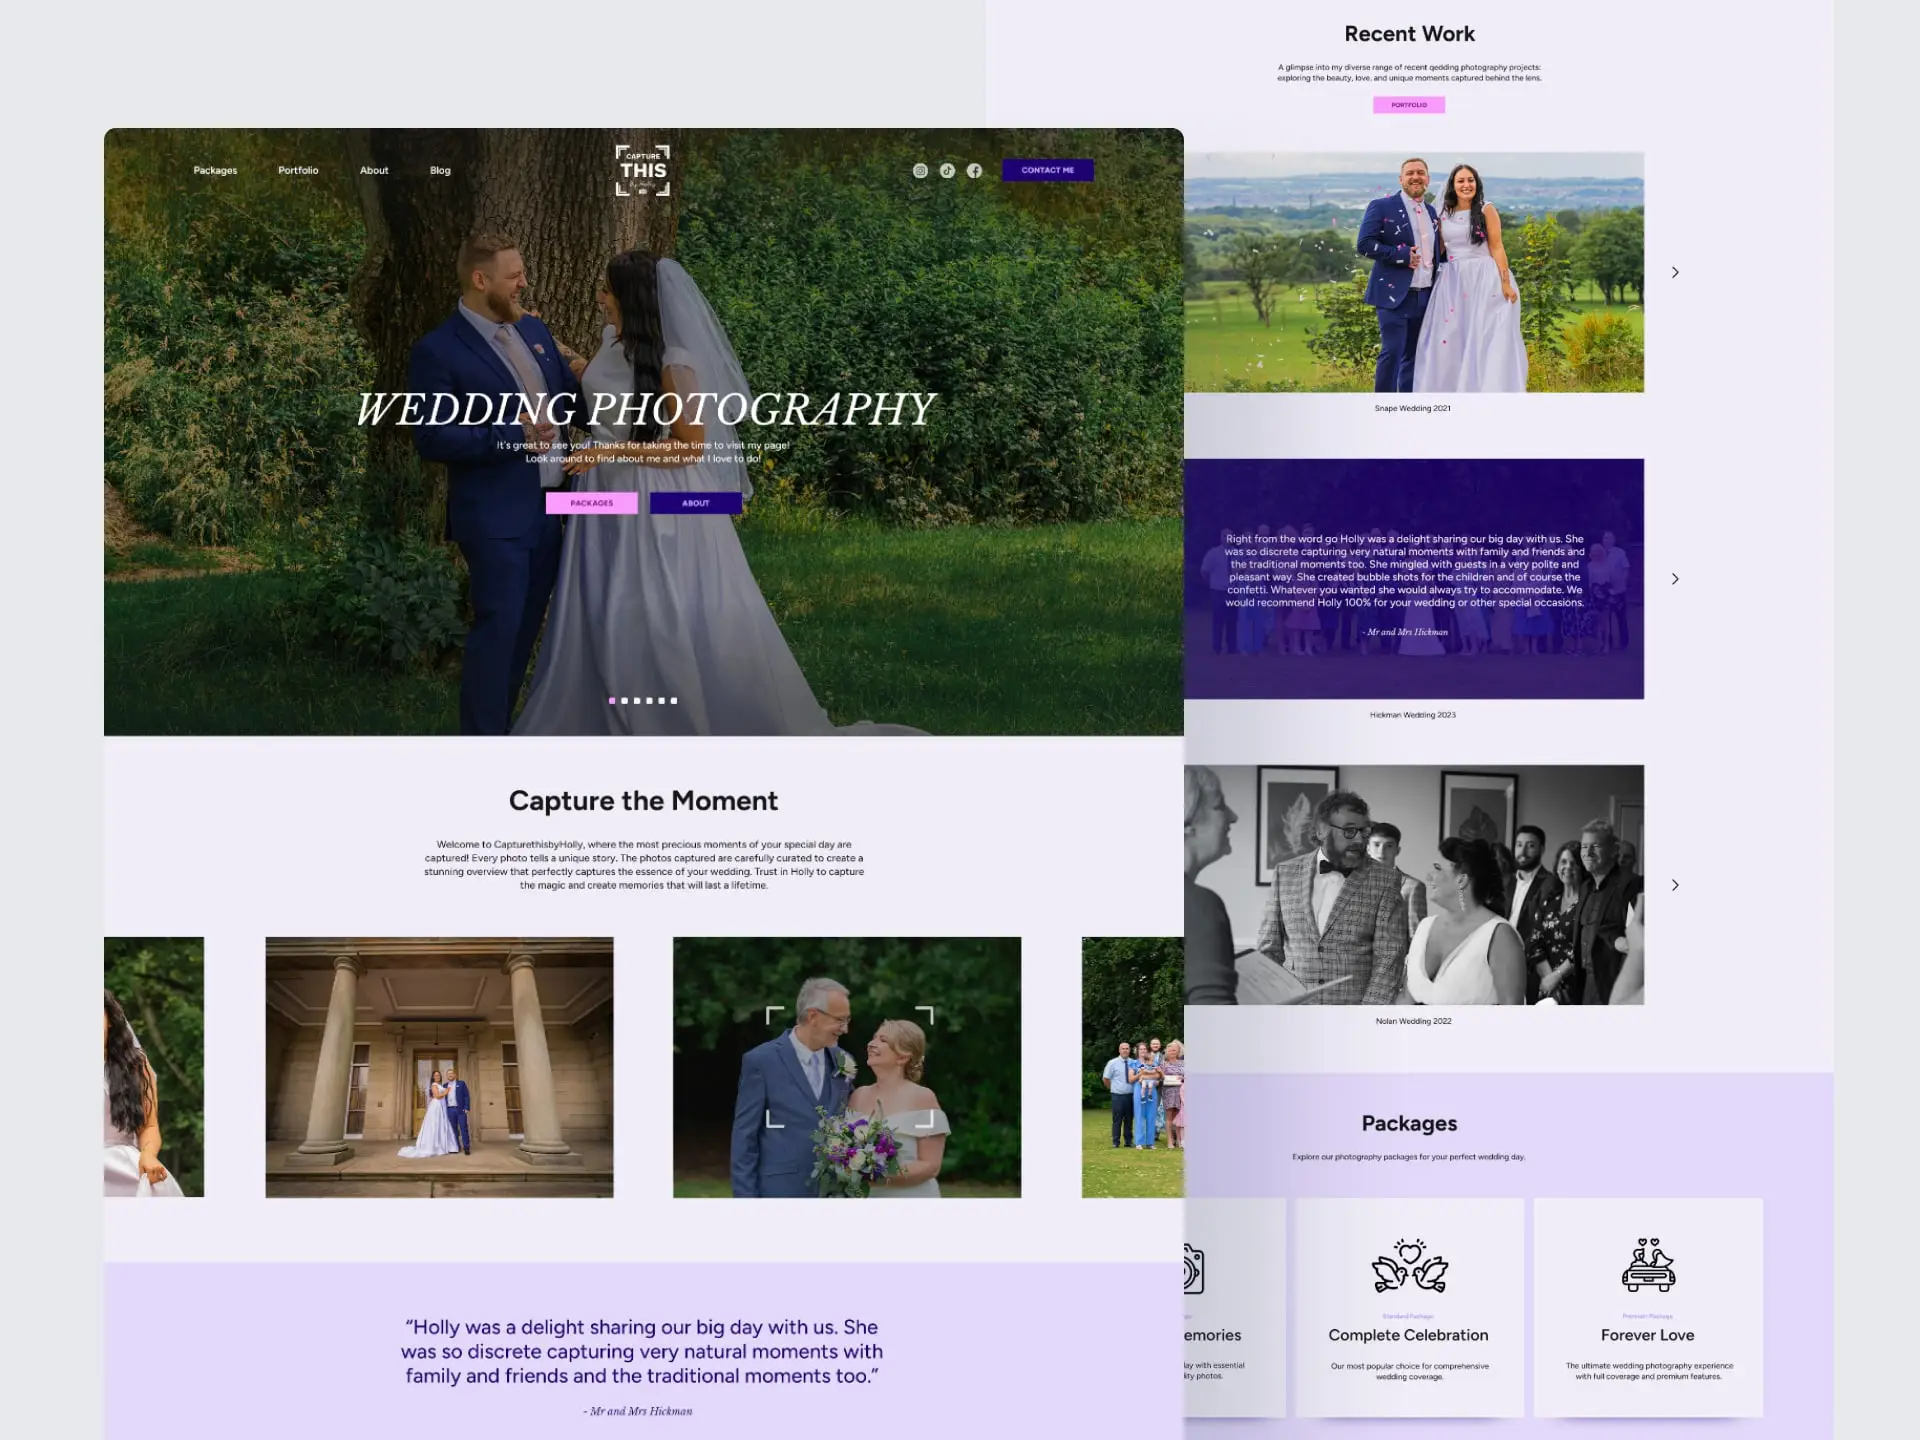 Packages
Portfolio
About
Blog
CAPTURE
THIS
CONTACT ME
WEDDING PHOTOGRAPHY
It's great to see you! Thanks for taking the time to visit my page!
Look around to find about me and what I love to do!
PACKAGES
ABOUT
Capture the Moment
Welcome to CapturethisbyHolly, where the most precious moments of your special day are
captured! Every photo tells a unique story. The photos captured are carefully curated to create a
stunning overview that perfectly captures the essence of your wedding. Trust in Holly to capture
the magic and create memories that will last a lifetime.
“Holly was a delight sharing our big day with us. She
was so discrete capturing very natural moments with
family and friends and the traditional moments too.”
- Mr and Mrs Hickman
Recent Work
A glimpse into my diverse range of recent qedding photography projects:
exploring the beauty, love, and unique moments captured behind the lens.
PORTFOLIO
Snape Wedding 2021
Right from the word go Holly was a delight sharing our big day with us. She
was so discrete capturing very natural moments with family and friends and
the traditional moments too. She mingled with guests in a very polite and
pleasant way. She created bubble shots for the children and of course the
confetti. Whatever you wanted she would always try to accommodate. We
would recommend Holly 100% for your wedding or other special occasions.
- Mr and Mrs Hickman
Hickman Wedding 2023
Nolan Wedding 2022
Packages
Explore our photography packages for your perfect wedding day.
emories
lay with essential
lity photos.
Standard Package
Complete Celebration
Our most popular choice for comprehensive
wedding coverage.
Premium Package
Forever Love
The ultimate wedding photography experience
with full coverage and premium features.